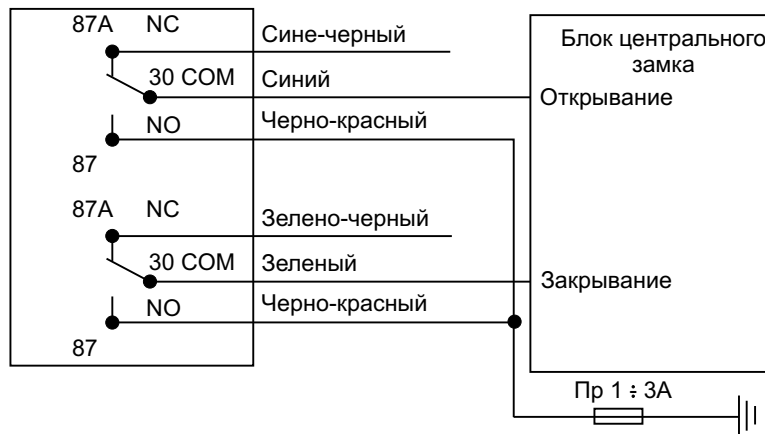 87A NC
Сине-черный
30 COM
Синий
NO
Черно-красный
87
87A NC
Зелено-черный
30 COM
Зеленый
NO
Черно-красный
87
Блок центрального
замка
Открывание
Закрывание
Пр 1 ÷ 3А